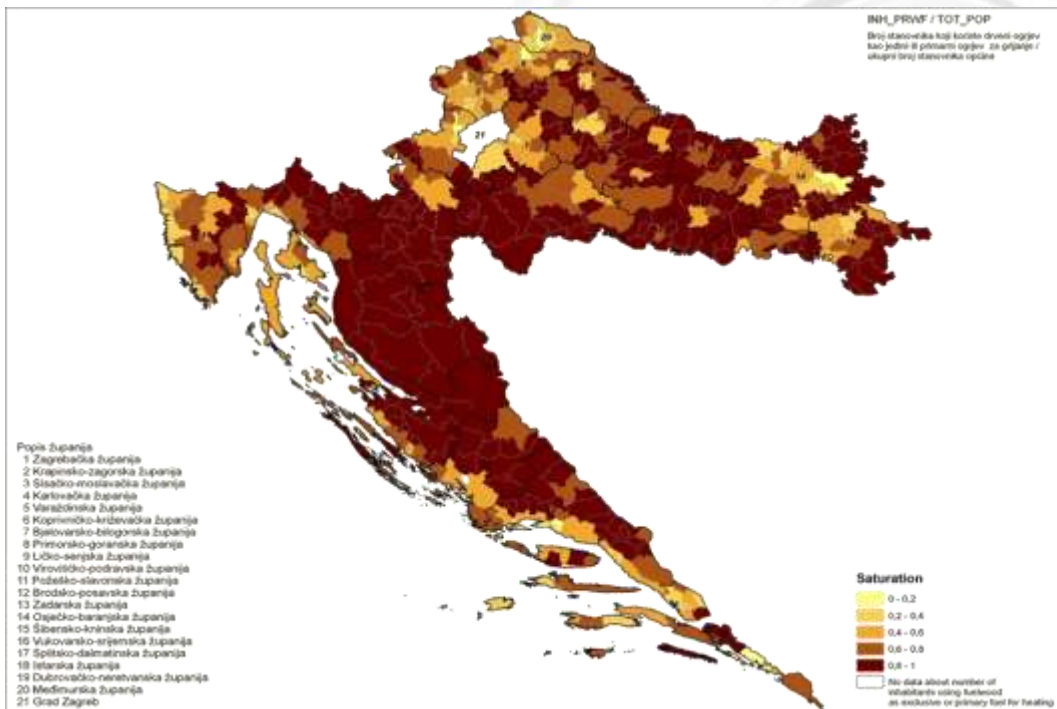 INH_PRWF / TOT_POP
Broj stanovnika koji koriste drveni ogrjev
kao jedini ili primarni ogrjev za grijanje /
ukupni broj stanovnika općine
20
21
Popis županija
1 Zagrebačka županija
2 Krapinsko-zagorska županija
3 Sisačko-moslavačka županija
4 Karlovačka županija
5 Varaždinska županija
6 Koprivničko-križevačka županija
7 Bjelovarsko-bilogorska županija
8 Primorsko-goranska županija
9 Ličko-senjska županija
10 Virovitičko-podravska županija
11 Požeško-slavonska županija
12 Brodsko-posavska županija
13 Zadarska županija
14 Osječko-baranjska županija
15 Šibensko-kninska županija
16 Vukovarsko-srijemska županija
17 Splitsko-dalmatinska županija
18 Istarska županija
19 Dubrovačko-neretvanska županija
20 Međimurska županija
21 Grad Zagreb
Saturation
0 - 0,2
0,2 - 0,4
0,4 - 0,6
0,6 - 0,8
0,8 - 1
No data about number of
inhabitants using fuelwood
as exclusive or primary fuel for heating